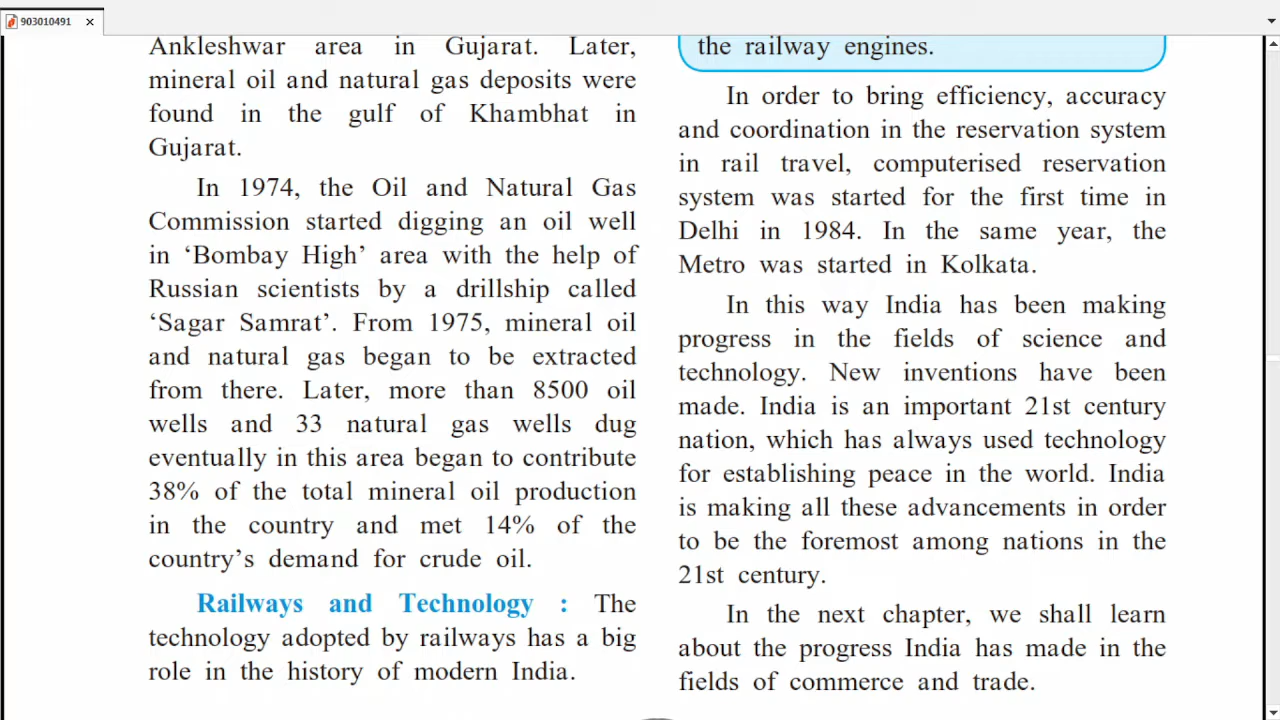 903010491
Ankleshwar area in Gujarat. Later,
mineral oil and natural gas deposits were
found in the gulf of Khambhat in
Gujarat.
In 1974, the Oil and Natural Gas
Commission started digging an oil well
in ‘Bombay High’ area with the help of
Russian scientists by a drillship called
‘Sagar Samrat’. From 1975, mineral oil
and natural gas began to be extracted
from there. Later, more than 8500 oil
wells and 33 natural gas wells dug
eventually in this area began to contribute
38% of the total mineral oil production
in the country and met 14% of the
country’s demand for crude oil.
Railways and Technology : The
technology adopted by railways has a big
role in the history of modern India.
the railway engines.
In order to bring efficiency, accuracy
and coordination in the reservation system
in rail travel, computerised reservation
system was started for the first time in
Delhi in 1984. In the same year, the
Metro was started in Kolkata.
In this way India has been making
progress in the fields of science and
technology. New inventions have been
made. India is an important 21st century
nation, which has always used technology
for establishing peace in the world. India
is making all these advancements in order
to be the foremost among nations in the
21st century.
In the next chapter, we shall learn
about the progress India has made in the
fields of commerce and trade.